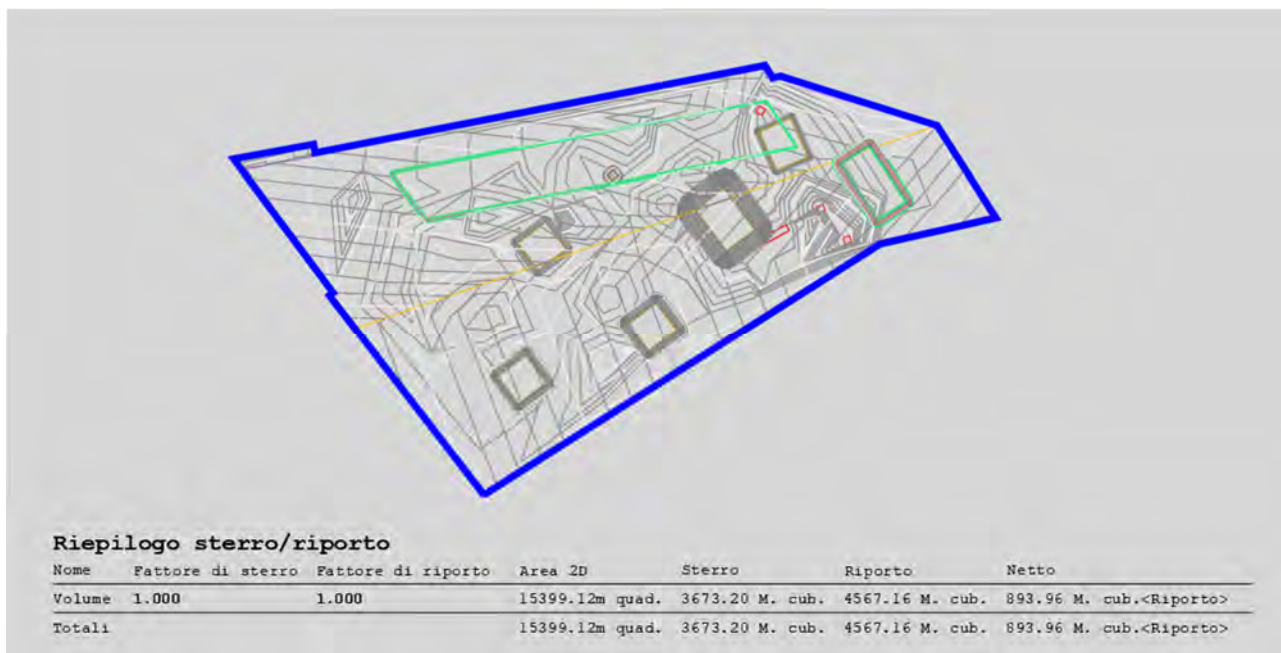 Riepilogo sterro/riporto
Nome Fattore di sterro Fattore di riporto Area 2D Sterro Riporto Netto
Volume 1.000 1.000 15399.12m quad. 3673.20 M. cub. 4567.16 M. cub. 893.96 M. cub.<Riporto>
Totali 15399.12m quad. 3673.20 M. cub. 4567.16 M. cub. 893.96 M. cub.<Riporto>